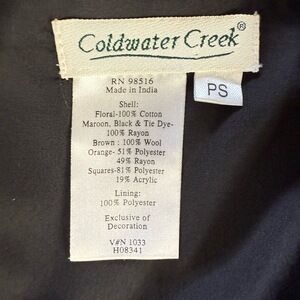 Coldwater Creek®
PS
RN 98516
Made in India
Shell:
Floral-100% Cotton
Maroon, Black & Tie Dye-
100% Rayon
Brown : 100% Wool
Orange- 51% Polyester
49% Rayon
Squares-81% Polyester
19% Acrylic
Lining:
100% Polyester
Exclusive of
Decoration
V#N 1033
H08341